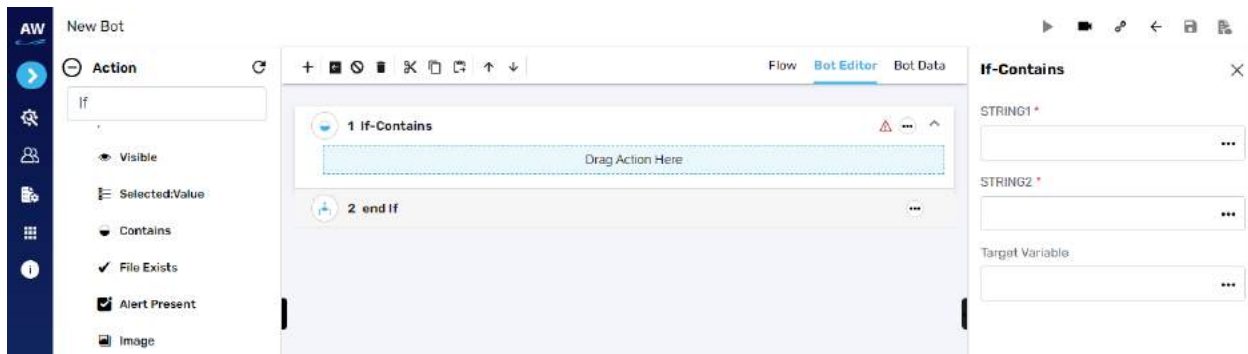 AW
New Bot
Action
If
Visible
Selected:Value
Contains
File Exists
Alert Present
Image
Flow
Bot Editor
Bot Data
1 If-Contains
Drag Action Here
2 end If
If-Contains
STRING1 *
STRING2 *
Target Variable